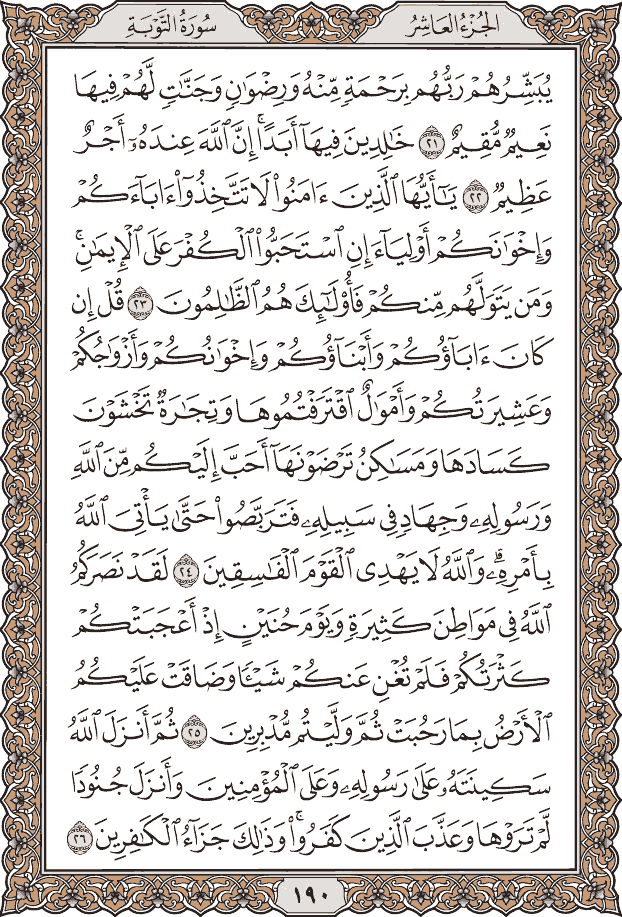 الجُزْءُ العَاشِرُ
سُورَةُ التَّوْبَةِ
يُبَشِّرُهُمْ رَبُّهُم بِرَحْمَةٍ مِّنْهُ وَرِضْوَٰنٍ وَجَنَّٰتٍ لَّهُمْ فِيهَا
نَعِيمٌ مُّقِيمٌ ٢١ خَٰلِدِينَ فِيهَآ أَبَدًا ۚ إِنَّ ٱللَّهَ عِندَهُۥٓ أَجْرٌ
عَظِيمٌ ٢٢ يَٰٓأَيُّهَا ٱلَّذِينَ ءَامَنُوا۟ لَا تَتَّخِذُوٓا۟ ءَابَآءَكُمْ
وَإِخْوَٰنَكُمْ أَوْلِيَآءَ إِنِ ٱسْتَحَبُّوا۟ ٱلْكُفْرَ عَلَى ٱلْإِيمَٰنِ ۚ
وَمَن يَتَوَلَّهُم مِّنكُمْ فَأُو۟لَٰٓئِكَ هُمُ ٱلظَّٰلِمُونَ ٢٣ قُلْ إِن
كَانَ ءَابَآؤُكُمْ وَأَبْنَآؤُكُمْ وَإِخْوَٰنُكُمْ وَأَزْوَٰجُكُمْ
وَعَشِيرَتُكُمْ وَأَمْوَٰلٌ ٱقْتَرَفْتُمُوهَا وَتِجَٰرَةٌ تَخْشَوْنَ
كَسَادَهَا وَمَسَٰكِنُ تَرْضَوْنَهَآ أَحَبَّ إِلَيْكُم مِّنَ ٱللَّهِ
وَرَسُولِهِۦ وَجِهَادٍ فِى سَبِيلِهِۦ فَتَرَبَّصُوا۟ حَتَّىٰ يَأْتِىَ ٱللَّهُ
بِأَمْرِهِۦ ۗ وَٱللَّهُ لَا يَهْدِى ٱلْقَوْمَ ٱلْفَٰسِقِينَ ٢٤ لَقَدْ نَصَرَكُمُ
ٱللَّهُ فِى مَوَاطِنَ كَثِيرَةٍ ۙ وَيَوْمَ حُنَيْنٍ ۙ إِذْ أَعْجَبَتْكُمْ
كَثْرَتُكُمْ فَلَمْ تُغْنِ عَنكُمْ شَيْـًٔا وَضَاقَتْ عَلَيْكُمُ
ٱلْأَرْضُ بِمَا رَحُبَتْ ثُمَّ وَلَّيْتُم مُّدْبِرِينَ ٢٥ ثُمَّ أَنزَلَ ٱللَّهُ
سَكِينَتَهُۥ عَلَىٰ رَسُولِهِۦ وَعَلَى ٱلْمُؤْمِنِينَ وَأَنزَلَ جُنُودًا
لَّمْ تَرَوْهَا وَعَذَّبَ ٱلَّذِينَ كَفَرُوا۟ ۚ وَذَٰلِكَ جَزَآءُ ٱلْكَٰفِرِينَ ٢٦
١٩٠